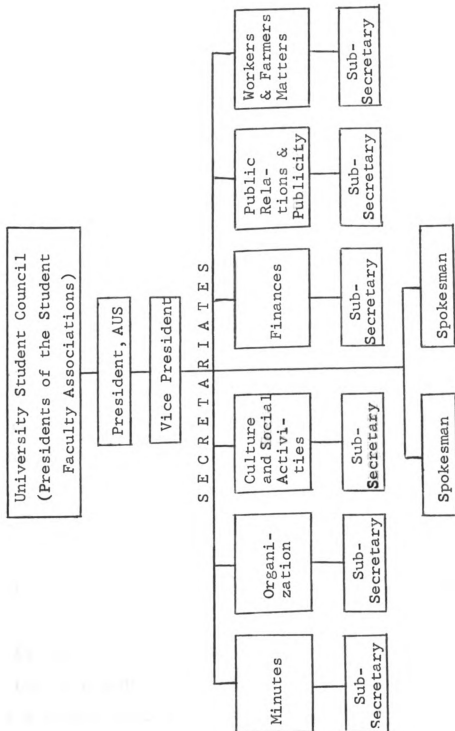 University Student Council
(Presidents of the Student
Faculty Associations)
President, AUS
Vice President
SECRETARIATES
Minutes
Sub-
Secretary
Organi-
zation
Sub-
Secretary
Culture
and Social
Activi-
ties
Sub-
Secretary
Finances
Sub-
Secretary
Public
Rela-
tions &
Publicity
Sub-
Secretary
Workers
& Farmers
Matters
Sub-
Secretary
Spokesman
Spokesman